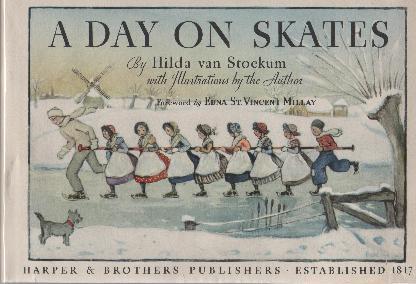 A DAY ON SKATES
By Hilda van Stockum
with Illustrations by the Author
Foreword by EDNA ST. VINCENT MILLAY
HARPER & BROTHERS PUBLISHERS · ESTABLISHED 1817